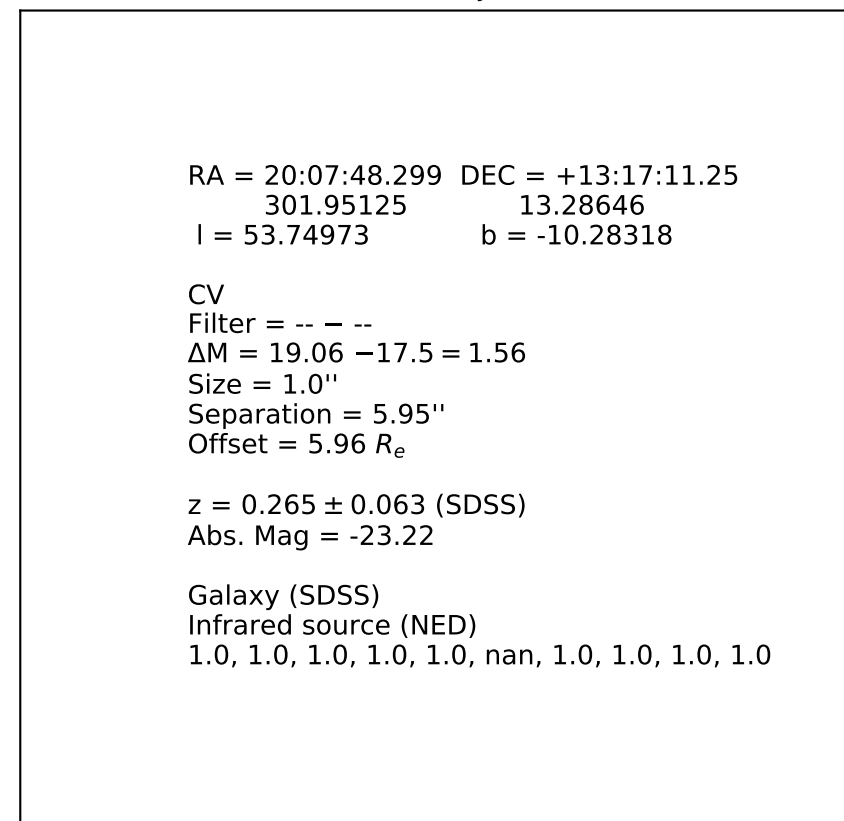 RA = 20:07:48.299  DEC = +13:17:11.25
301.95125 13.28646
l = 53.74973 b = -10.28318
CV
Filter = -- − --
ΔM = 19.06 −17.5 = 1.56
Size = 1.0''
Separation = 5.95''
Offset = 5.96 Rₑ
z = 0.265 ± 0.063 (SDSS)
Abs. Mag = -23.22
Galaxy (SDSS)
Infrared source (NED)
1.0, 1.0, 1.0, 1.0, 1.0, nan, 1.0, 1.0, 1.0, 1.0